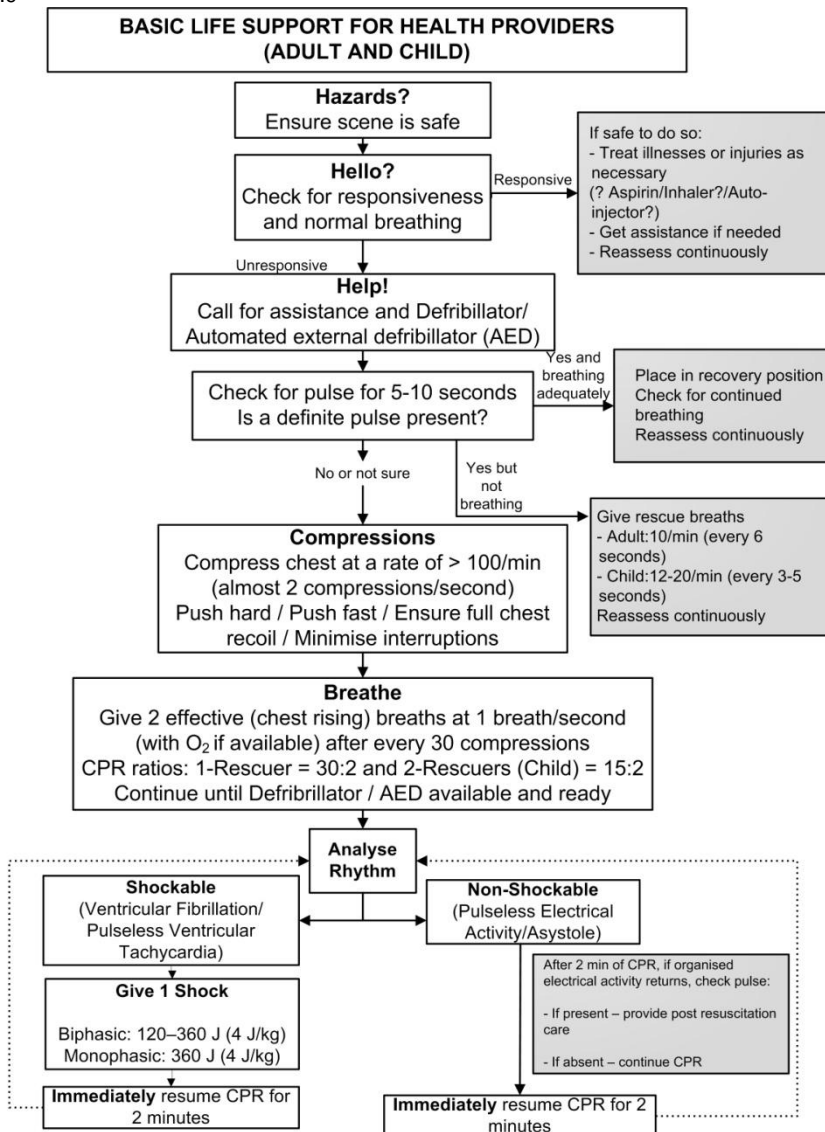 BASIC LIFE SUPPORT FOR HEALTH PROVIDERS
(ADULT AND CHILD)
Hazards?
Ensure scene is safe
Hello?
Check for responsiveness
and normal breathing
Responsive
If safe to do so:
- Treat illnesses or injuries as
necessary
(? Aspirin/Inhaler?/Auto-
injector?)
- Get assistance if needed
- Reassess continuously
Unresponsive
Help!
Call for assistance and Defribillator/
Automated external defribillator (AED)
Check for pulse for 5-10 seconds
Is a definite pulse present?
Yes and
breathing
adequately
Place in recovery position
Check for continued
breathing
Reassess continuously
No or not sure
Yes but
not
breathing
Give rescue breaths
- Adult:10/min (every 6
seconds)
- Child:12-20/min (every 3-5
seconds)
Reassess continuously
Compressions
Compress chest at a rate of > 100/min
(almost 2 compressions/second)
Push hard / Push fast / Ensure full chest
recoil / Minimise interruptions
Breathe
Give 2 effective (chest rising) breaths at 1 breath/second
(with O₂ if available) after every 30 compressions
CPR ratios: 1-Rescuer = 30:2 and 2-Rescuers (Child) = 15:2
Continue until Defribrillator / AED available and ready
Analyse
Rhythm
Shockable
(Ventricular Fibrillation/
Pulseless Ventricular
Tachycardia)
Non-Shockable
(Pulseless Electrical
Activity/Asystole)
Give 1 Shock
Biphasic: 120–360 J (4 J/kg)
Monophasic: 360 J (4 J/kg)
After 2 min of CPR, if organised
electrical activity returns, check pulse:
- If present – provide post resuscitation
care
- If absent – continue CPR
Immediately resume CPR for
2 minutes
Immediately resume CPR for 2
minutes